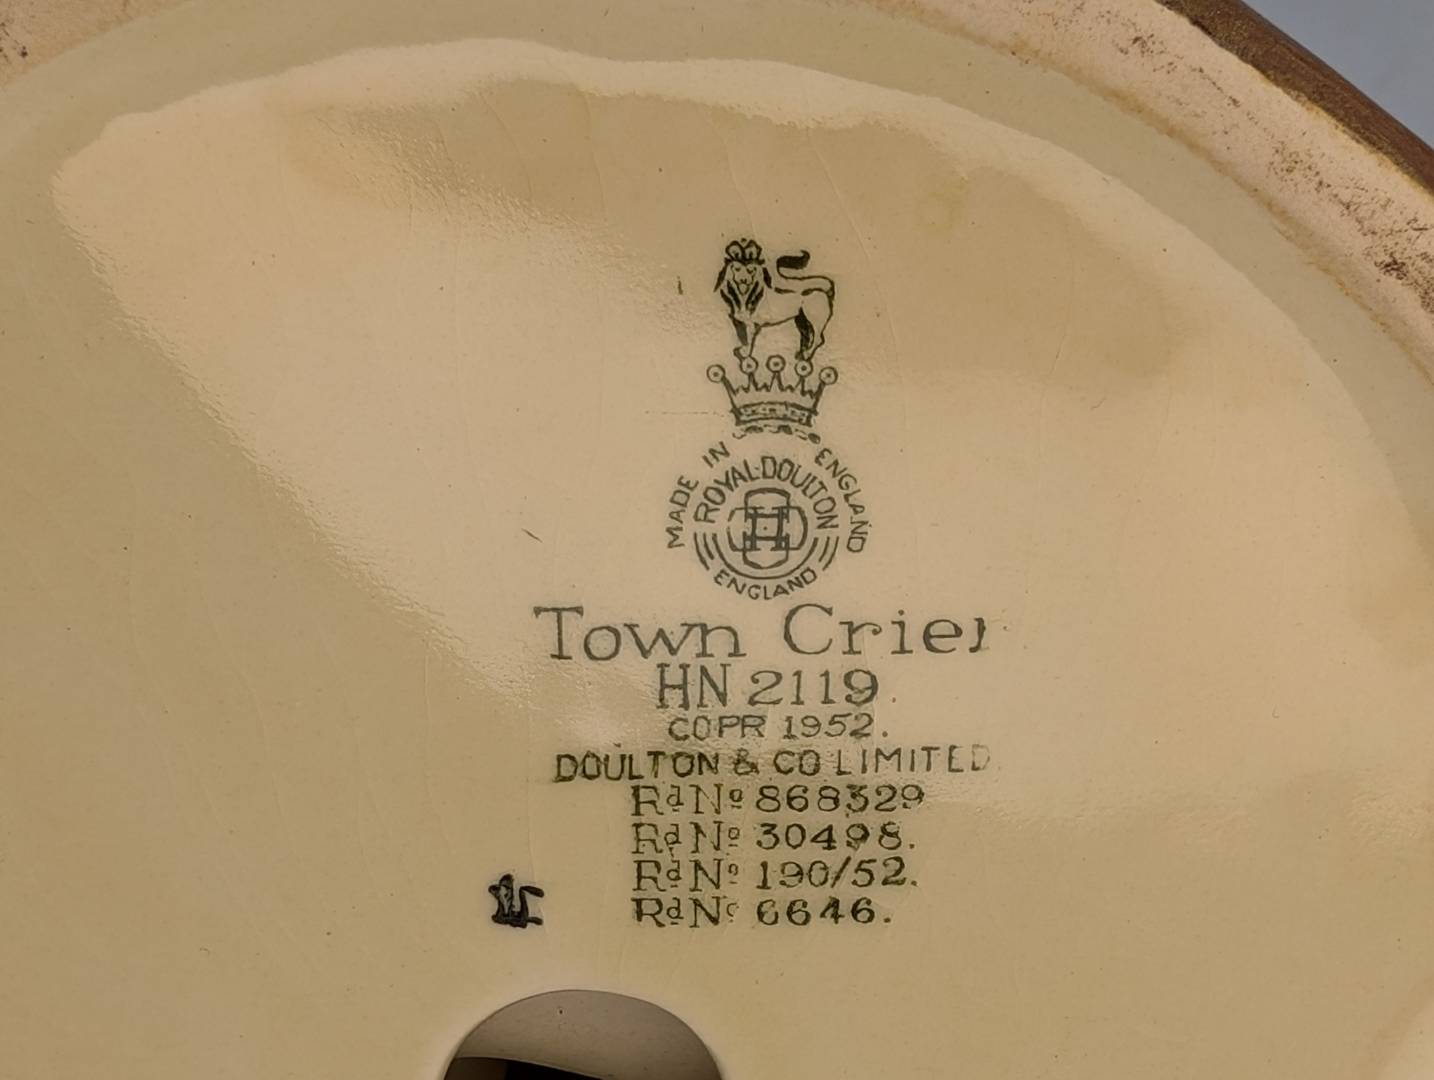 MADE IN ENGLAND
ROYAL·DOULTON
ENGLAND
Town Crier
HN 2119.
COPR 1952.
DOULTON & CO LIMITED
Rd No 868329
Rd No 30498.
Rd No 190/52.
Rd No 6646.